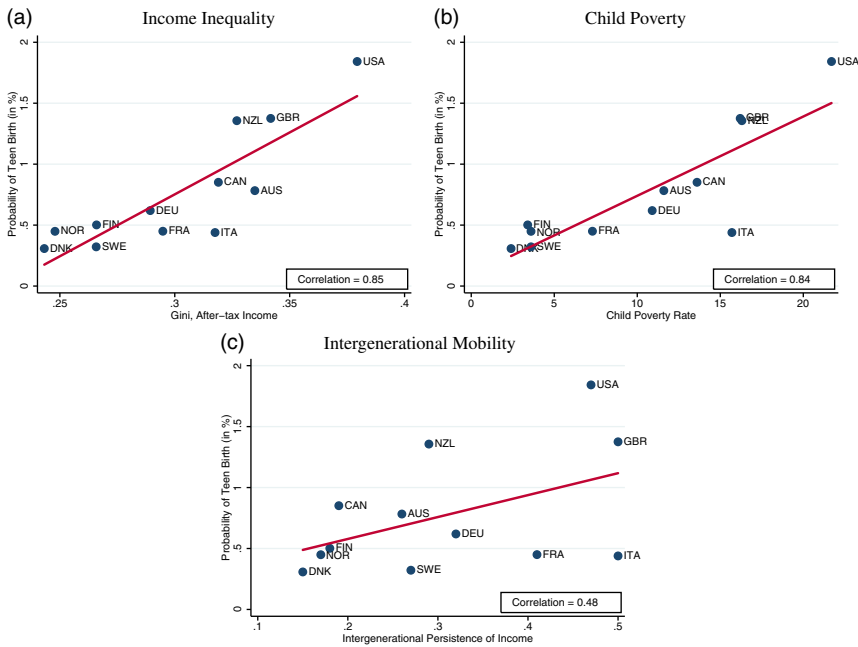 (a)
Income Inequality
Probability of Teen Birth (in %)
2
1.5
1
.5
0
USA
NZL
GBR
CAN
AUS
DEU
FIN
NOR
FRA
ITA
DNK
SWE
Correlation = 0.85
.25
.3
.35
.4
Gini, After-tax Income
(b)
Child Poverty
Probability of Teen Birth (in %)
2
1.5
1
.5
0
USA
GBR
NZL
CAN
AUS
DEU
FIN
NOR
FRA
ITA
DNK
SWE
Correlation = 0.84
0
5
10
15
20
Child Poverty Rate
(c)
Intergenerational Mobility
Probability of Teen Birth (in %)
2
1.5
1
.5
0
USA
GBR
NZL
CAN
AUS
DEU
FIN
NOR
FRA
ITA
DNK
SWE
Correlation = 0.48
.1
.2
.3
.4
.5
Intergenerational Persistence of Income